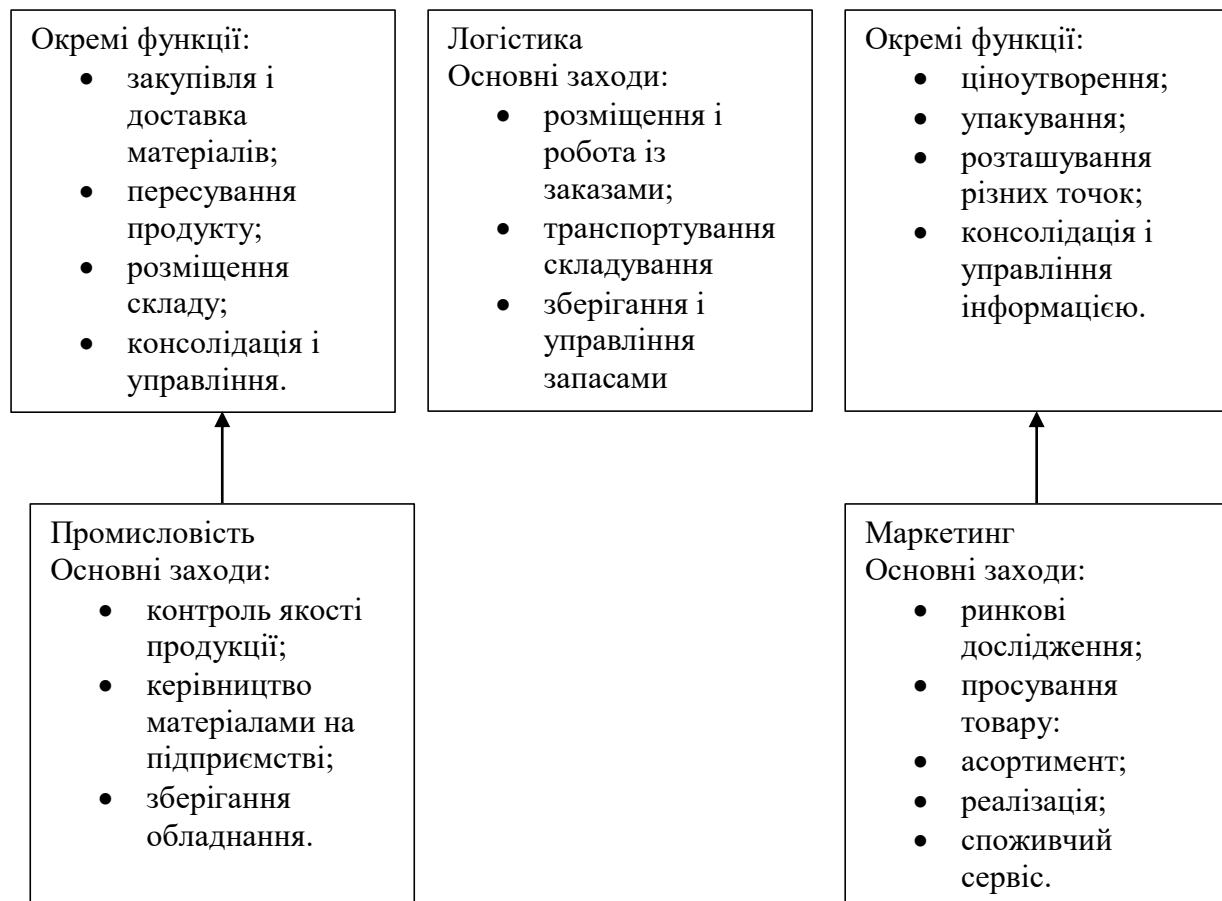 Окремі функції:
• закупівля і
доставка
матеріалів;
• пересування
продукту;
• розміщення
складу;
• консолідація і
управління.
Логістика
Основні заходи:
• розміщення і
робота із
заказами;
• транспортування
складування
• зберігання і
управління
запасами
Окремі функції:
• ціноутворення;
• упакування;
• розташування
різних точок;
• консолідація і
управління
інформацією.
Промисловість
Основні заходи:
• контроль якості
продукції;
• керівництво
матеріалами на
підприємстві;
• зберігання
обладнання.
Маркетинг
Основні заходи:
• ринкові
дослідження;
• просування
товару:
• асортимент;
• реалізація;
• споживчий
сервіс.